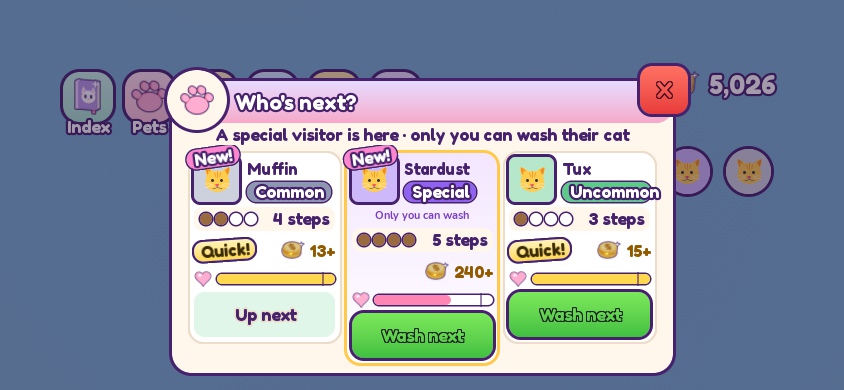 Who's next?
5,026
Index
Pets
A special visitor is here · only you can wash their cat
New!
Muffin
Common
4 steps
Quick!
13+
Up next
New!
Stardust
Special
Only you can wash
5 steps
240+
Wash next
Tux
Uncommon
3 steps
Quick!
15+
Wash next